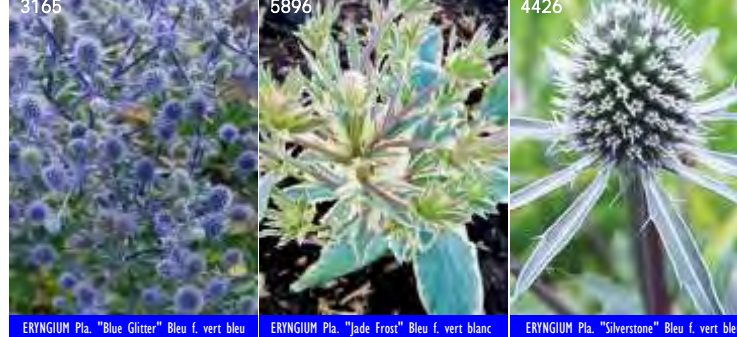 3165
5896
4426
ERYNGIUM Pla. "Blue Glitter" Bleu f. vert bleu
ERYNGIUM Pla. "Jade Frost" Bleu f. vert blanc
ERYNGIUM Pla. "Silverstone" Bleu f. vert